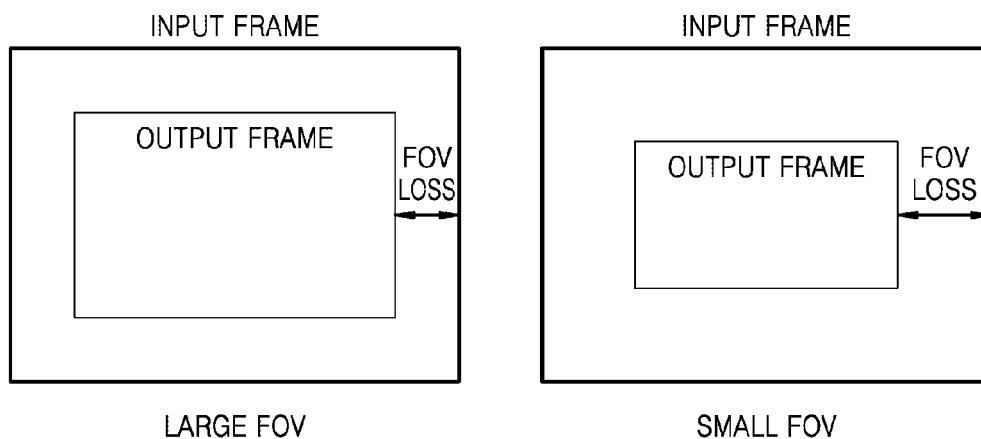 INPUT FRAME
OUTPUT FRAME
FOV
LOSS
LARGE FOV
INPUT FRAME
OUTPUT FRAME
FOV
LOSS
SMALL FOV